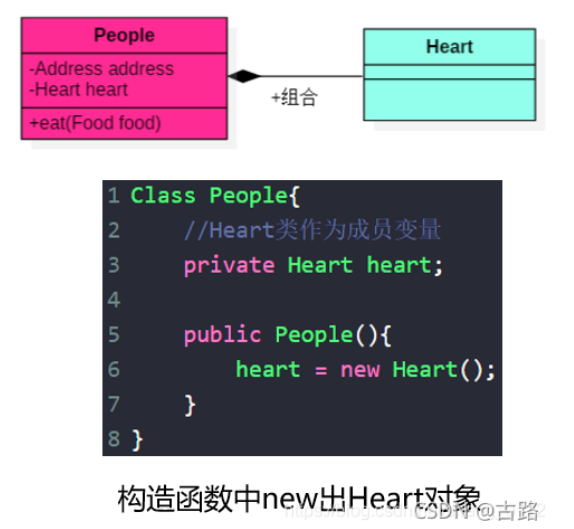 People
-Address address
-Heart heart
+eat(Food food)
Heart
+组合
1 Class People{
2 //Heart类作为成员变量
3 private Heart heart;
4
5 public People(){
6 heart = new Heart();
7 }
8 }
构造函数中new出Heart对象
CSDN @古路